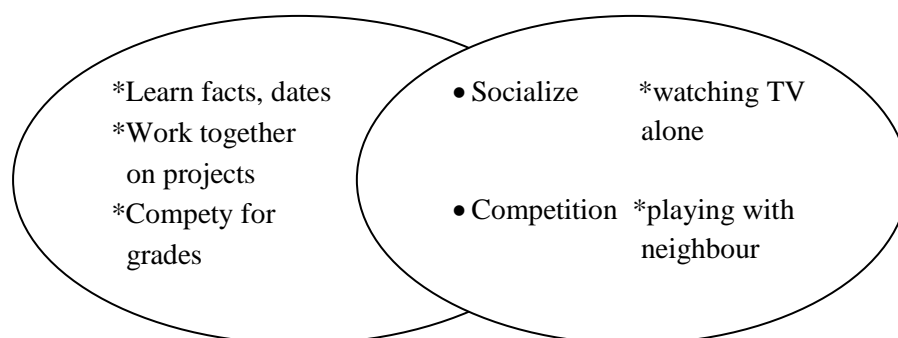 *Learn facts, dates
*Work together
on projects
*Compety for
grades
• Socialize
• Competition
*watching TV
alone
*playing with
neighbour